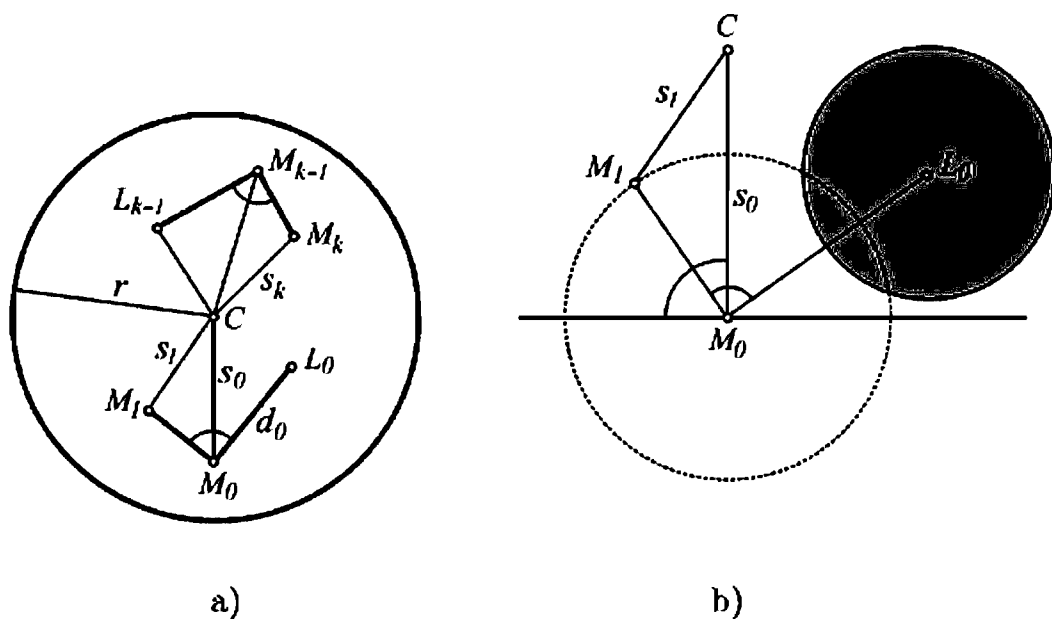 M_{k-1}
L_{k-1}
M_k
s_k
r
C
s_1
s_0
L_0
M_1
d_0
M_0
a)
C
s_1
M_1
s_0
L_0
M_0
b)